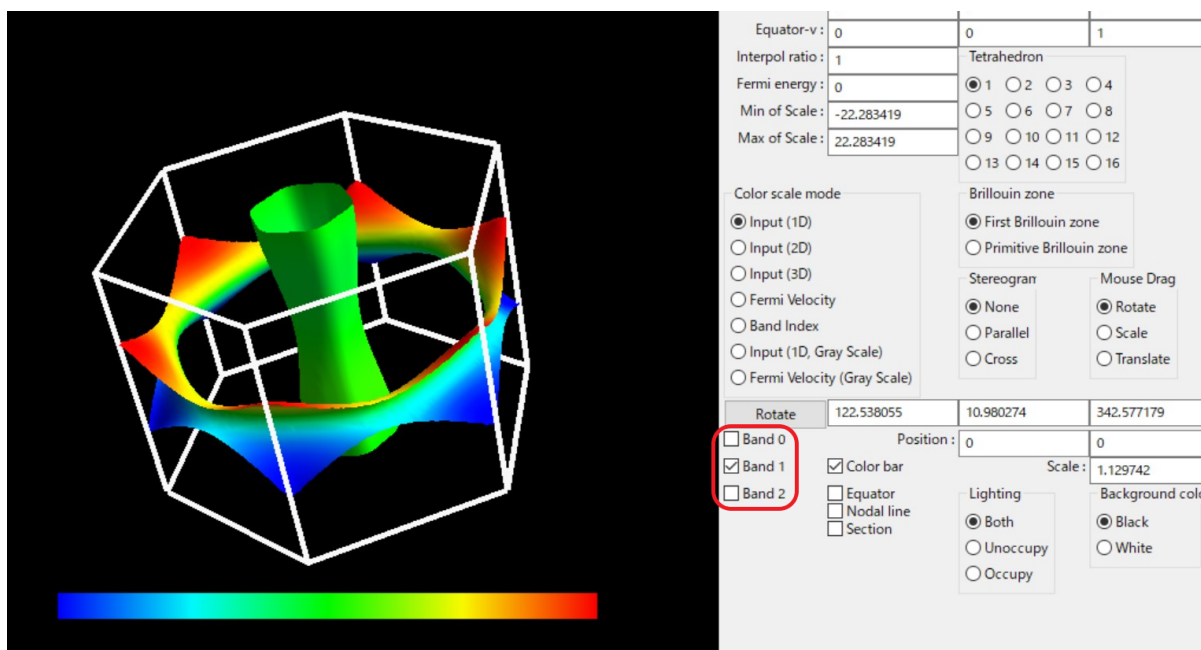 Equator-v : 0 0 1
Interpol ratio : 1
Tetrahedron
Fermi energy : 0
1 2 3 4
Min of Scale : -22.283419
5 6 7 8
Max of Scale : 22.283419
9 10 11 12
13 14 15 16
Color scale mode
Input (1D)
Input (2D)
Input (3D)
Fermi Velocity
Band Index
Input (1D, Gray Scale)
Fermi Velocity (Gray Scale)
Brillouin zone
First Brillouin zone
Primitive Brillouin zone
Stereogram
None
Parallel
Cross
Mouse Drag
Rotate
Scale
Translate
Rotate 122.538055 10.980274 342.577179
Band 0
Band 1
Band 2
Position : 0 0
Color bar
Scale : 1.129742
Equator
Nodal line
Section
Lighting
Both
Unoccupy
Occupy
Background colo
Black
White